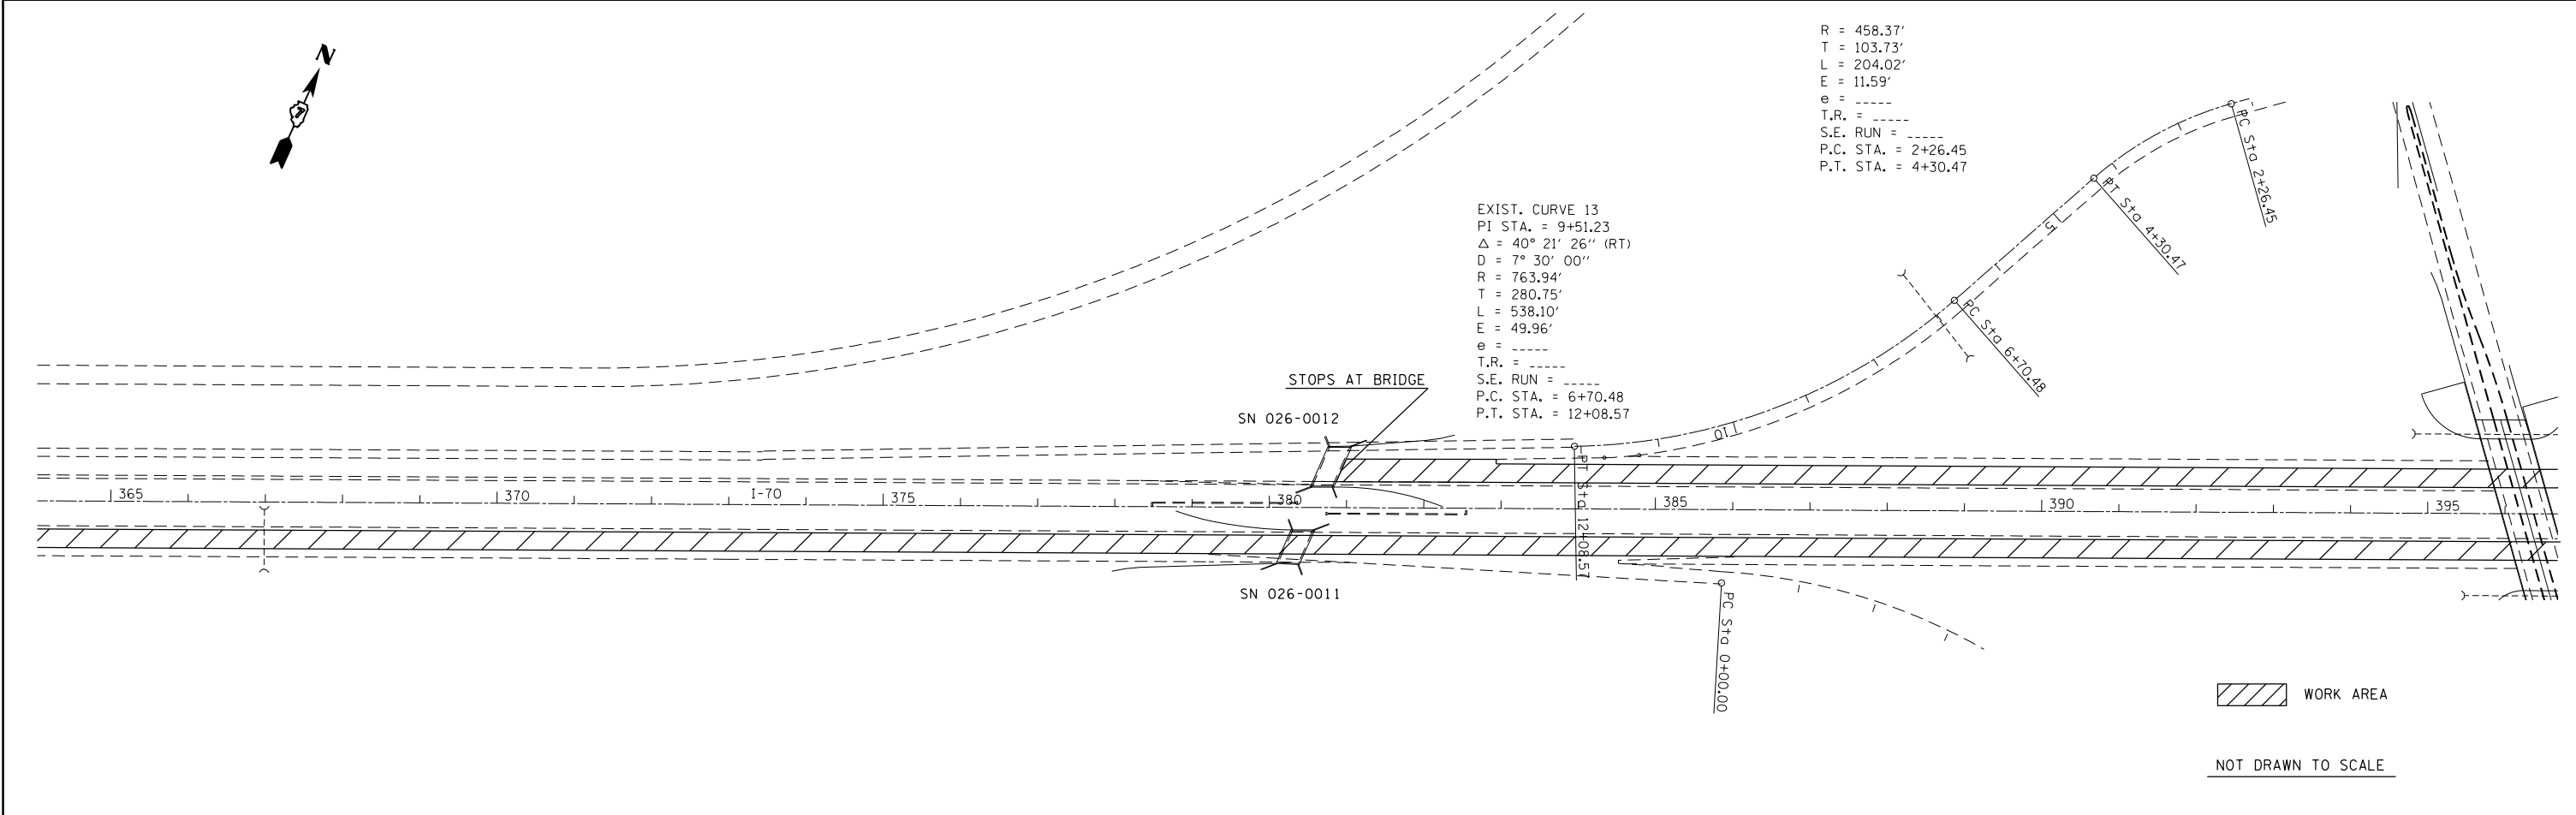 N
7
R = 458.37'
T = 103.73'
L = 204.02'
E = 11.59'
e = _____
T.R. = _____
S.E. RUN = _____
P.C. STA. = 2+26.45
P.T. STA. = 4+30.47
EXIST. CURVE 13
PI STA. = 9+51.23
Δ = 40° 21' 26'' (RT)
D = 7° 30' 00''
R = 763.94'
T = 280.75'
L = 538.10'
E = 49.96'
e = _____
T.R. = _____
S.E. RUN = _____
P.C. STA. = 6+70.48
P.T. STA. = 12+08.57
PC Sta 2+26.45
PT Sta 4+30.47
5
PC Sta 6+70.48
10
STOPS AT BRIDGE
SN 026-0012
365
370
I-70
375
380
385
390
395
PT Sta 12+08.57
SN 026-0011
PC Sta 0+00.00
WORK AREA
NOT DRAWN TO SCALE